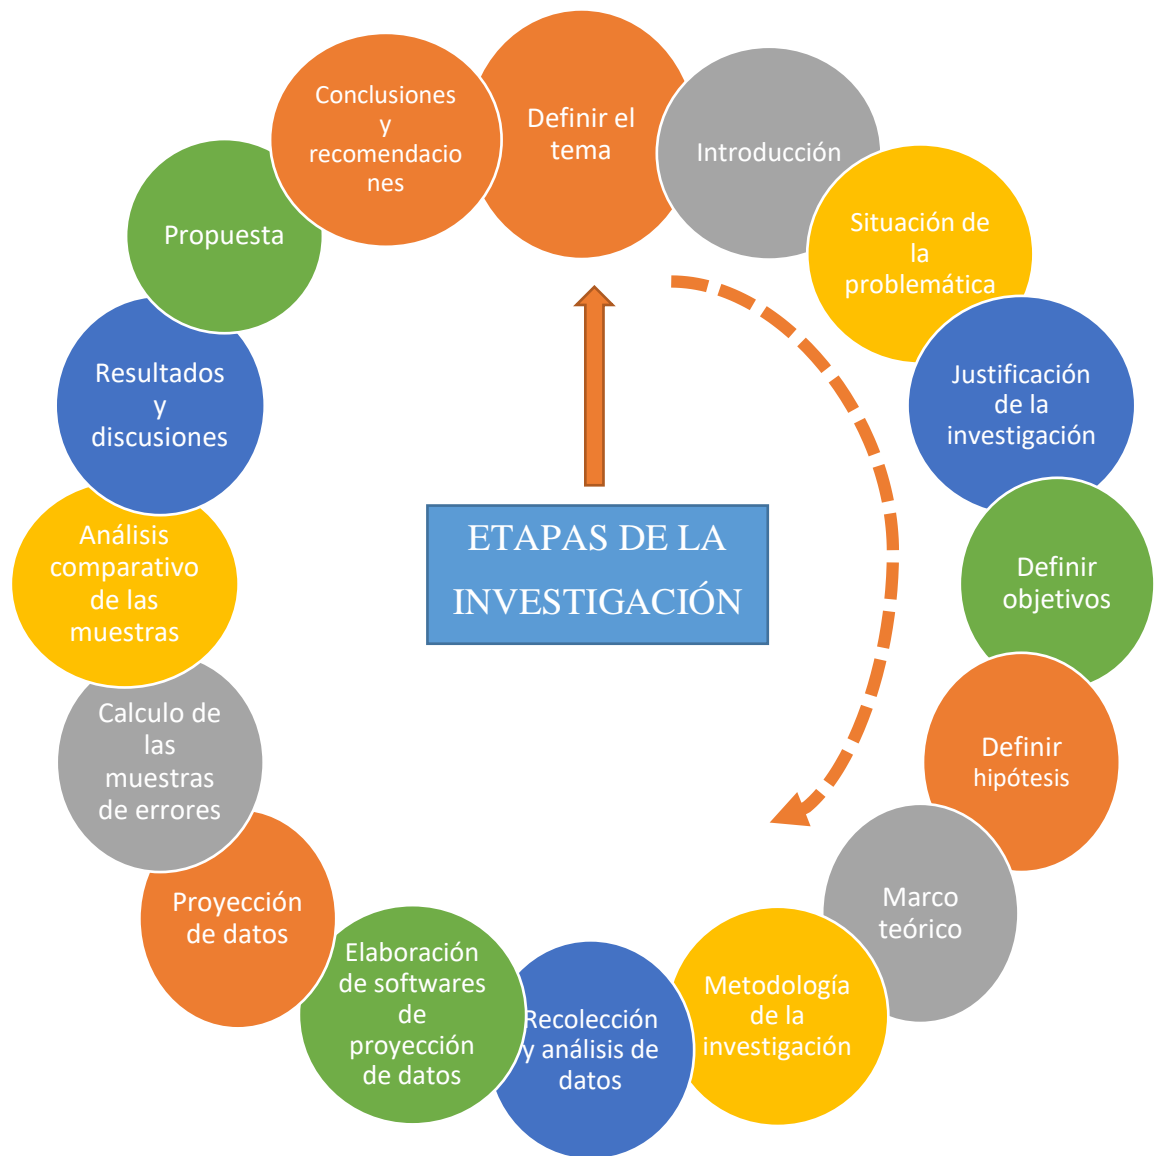 Definir el
tema
Introducción
Situación de
la
problemática
Justificación
de la
investigación
Definir
objetivos
Definir
hipótesis
Marco
teórico
Metodología
de la
investigación
Recolección
y análisis de
datos
Elaboración
de softwares
de
proyección
de datos
Proyección
de datos
Calculo de
las
muestras
de errores
Análisis
comparativo
de las
muestras
Resultados
y
discusiones
Propuesta
Conclusiones
y
recomendacio
nes
ETAPAS DE LA
INVESTIGACIÓN